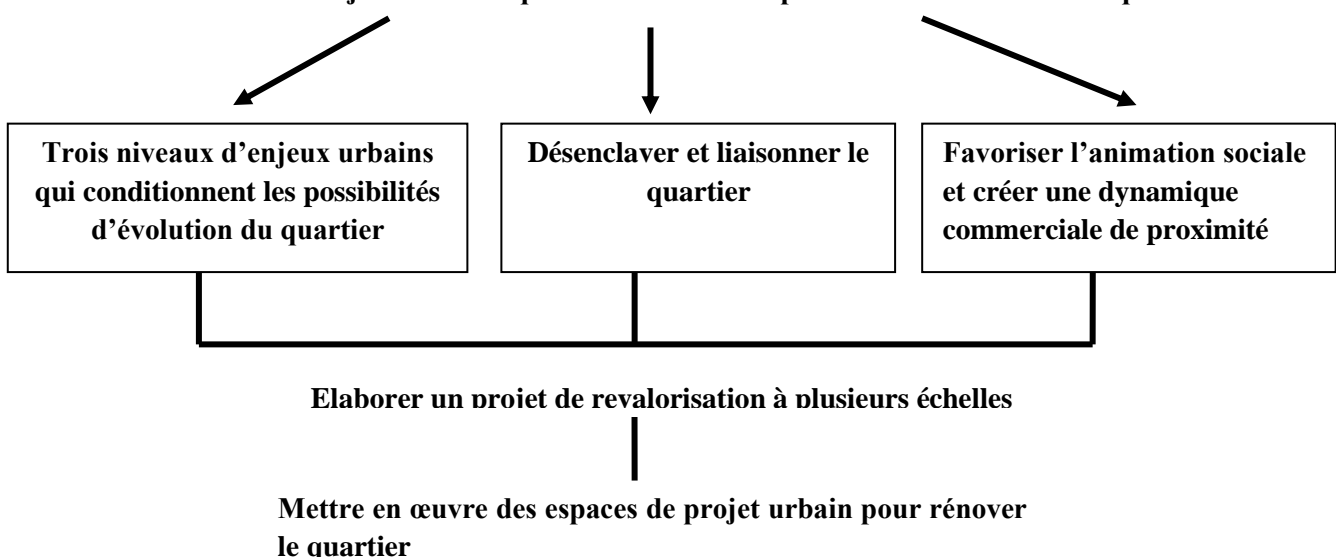 Trois niveaux d’enjeux urbains
qui conditionnent les possibilités
d’évolution du quartier
Désenclaver et liaisonner le
quartier
Favoriser l’animation sociale
et créer une dynamique
commerciale de proximité
Elaborer un projet de revalorisation à plusieurs échelles
Mettre en œuvre des espaces de projet urbain pour rénover
le quartier